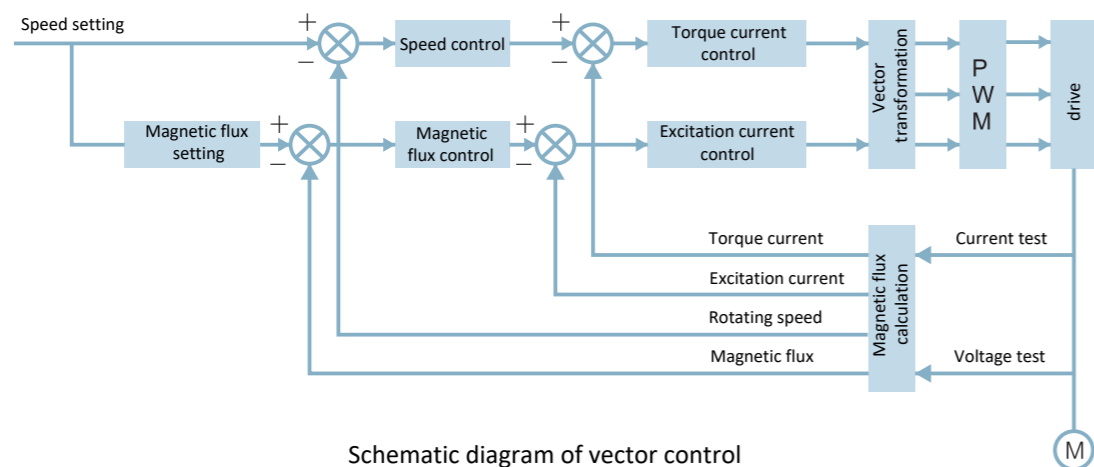 Speed setting
+
−
Speed control
+
−
Torque current
control
Vector
transformation
P
W
M
drive
Magnetic flux
setting
+
−
Magnetic
flux control
+
−
Excitation current
control
Torque current
Excitation current
Rotating speed
Magnetic flux
Magnetic flux
calculation
Current test
Voltage test
M
Schematic diagram of vector control